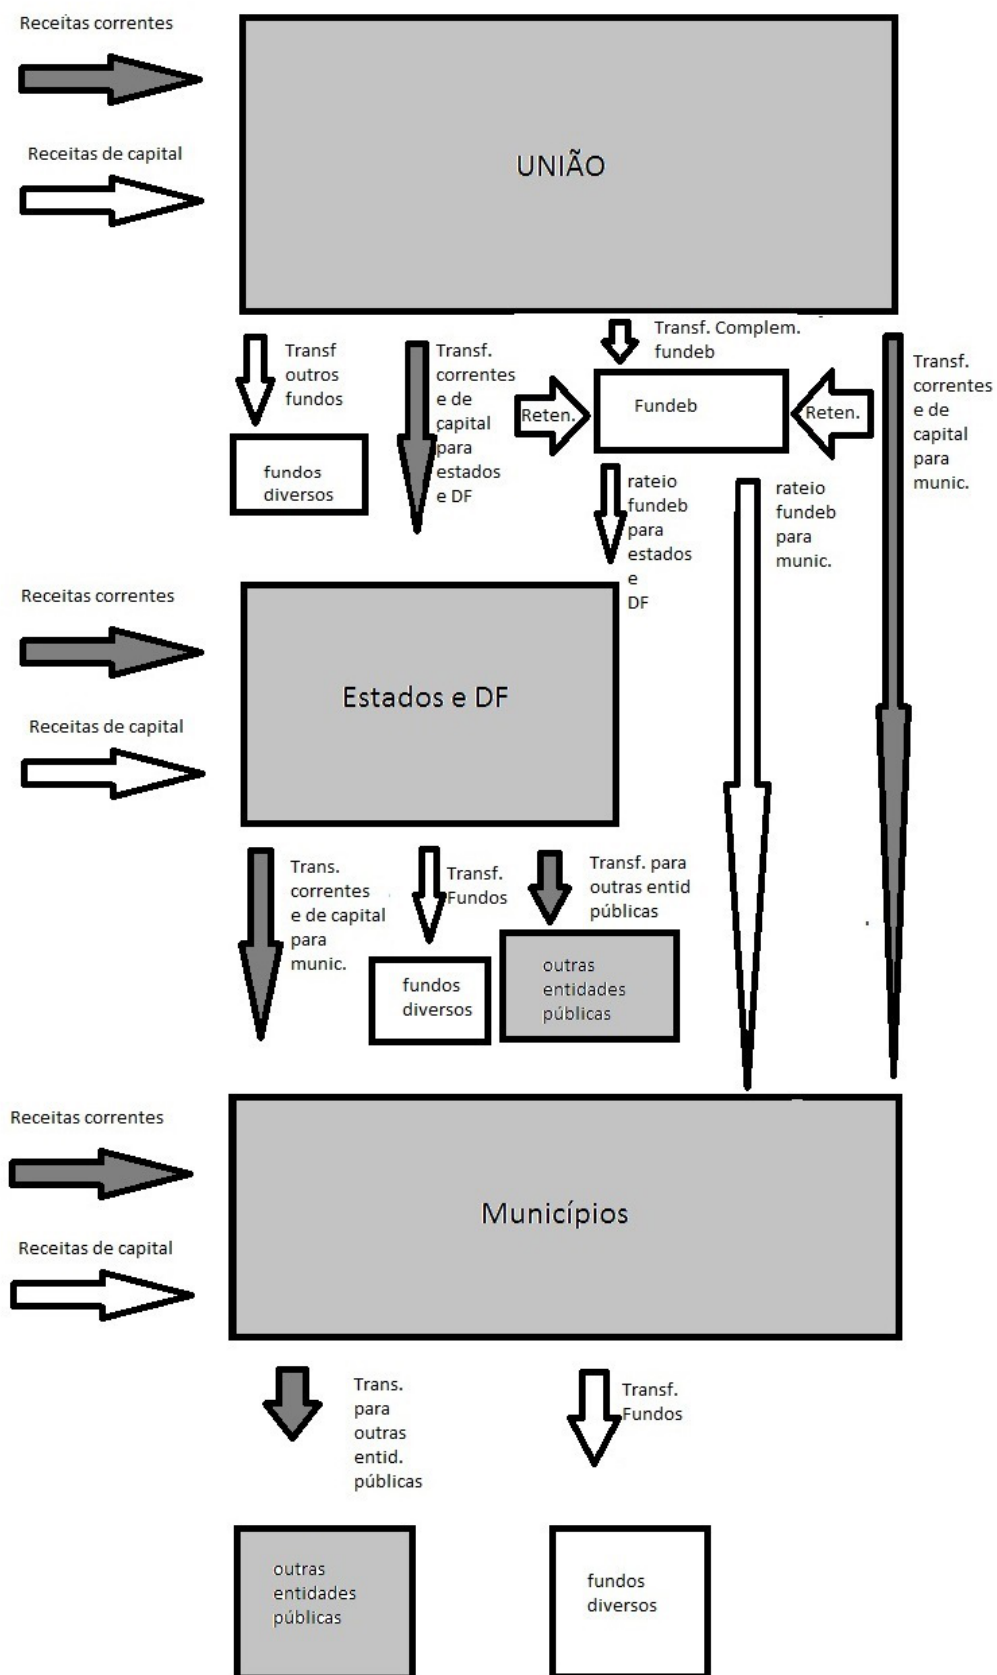 Receitas correntes
Receitas de capital
UNIÃO
Transf
outros
fundos
fundos
diversos
Transf.
correntes
e de
capital
para
estados
e DF
Transf. Complem.
fundeb
Reten.
Fundeb
Reten.
rateio
fundeb
para
estados
e
DF
rateio
fundeb
para
munic.
Transf.
correntes
e de
capital
para
munic.
Receitas correntes
Receitas de capital
Estados e DF
Trans.
correntes
e de capital
para
munic.
Transf.
Fundos
fundos
diversos
Transf. para
outras entid
públicas
outras
entidades
públicas
Receitas correntes
Receitas de capital
Municípios
Trans.
para
outras
entid.
públicas
Transf.
Fundos
outras
entidades
públicas
fundos
diversos